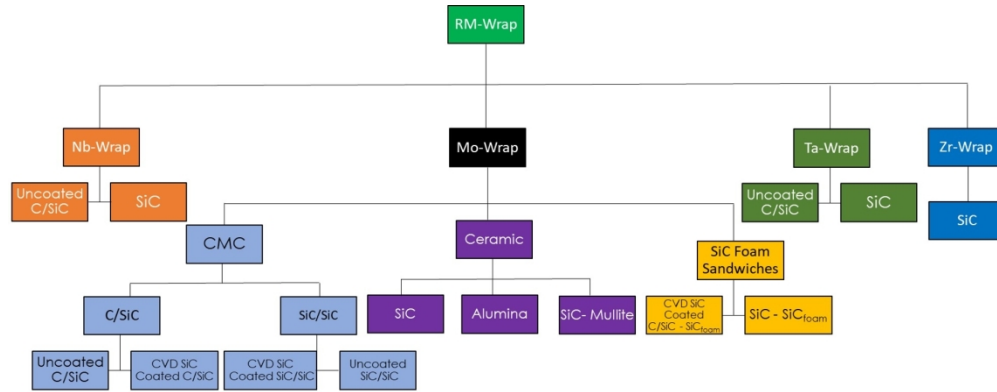 RM-Wrap
Nb-Wrap
Mo-Wrap
Ta-Wrap
Zr-Wrap
Uncoated
C/SiC
SiC
Uncoated
C/SiC
SiC
SiC
CMC
Ceramic
SiC Foam
Sandwiches
C/SiC
SiC/SiC
SiC
Alumina
SiC- Mullite
CVD SiC
Coated
C/SiC - SiCfoam
SiC - SiCfoam
Uncoated
C/SiC
CVD SiC
Coated C/SiC
CVD SiC
Coated SiC/SiC
Uncoated
SiC/SiC